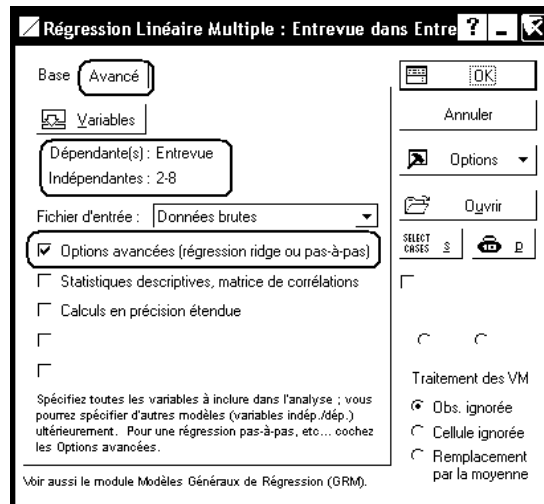 Régression Linéaire Multiple : Entrevue dans Entre
Base Avancé
Variables
Dépendante(s) : Entrevue
Indépendantes : 2-8
Fichier d'entrée : Données brutes
Options avancées (régression ridge ou pas-à-pas)
Statistiques descriptives, matrice de corrélations
Calculs en précision étendue
Spécifiez toutes les variables à inclure dans l'analyse ; vous
pourrez spécifier d'autres modèles (variables indép./dép.)
ultérieurement. Pour une régression pas-à-pas, etc... cochez
les Options avancées.
Voir aussi le module Modèles Généraux de Régression (GRM).
OK
Annuler
Options
Ouvrir
SELECT
CASES S D
Traitement des VM
Obs. ignorée
Cellule ignorée
Remplacement
par la moyenne